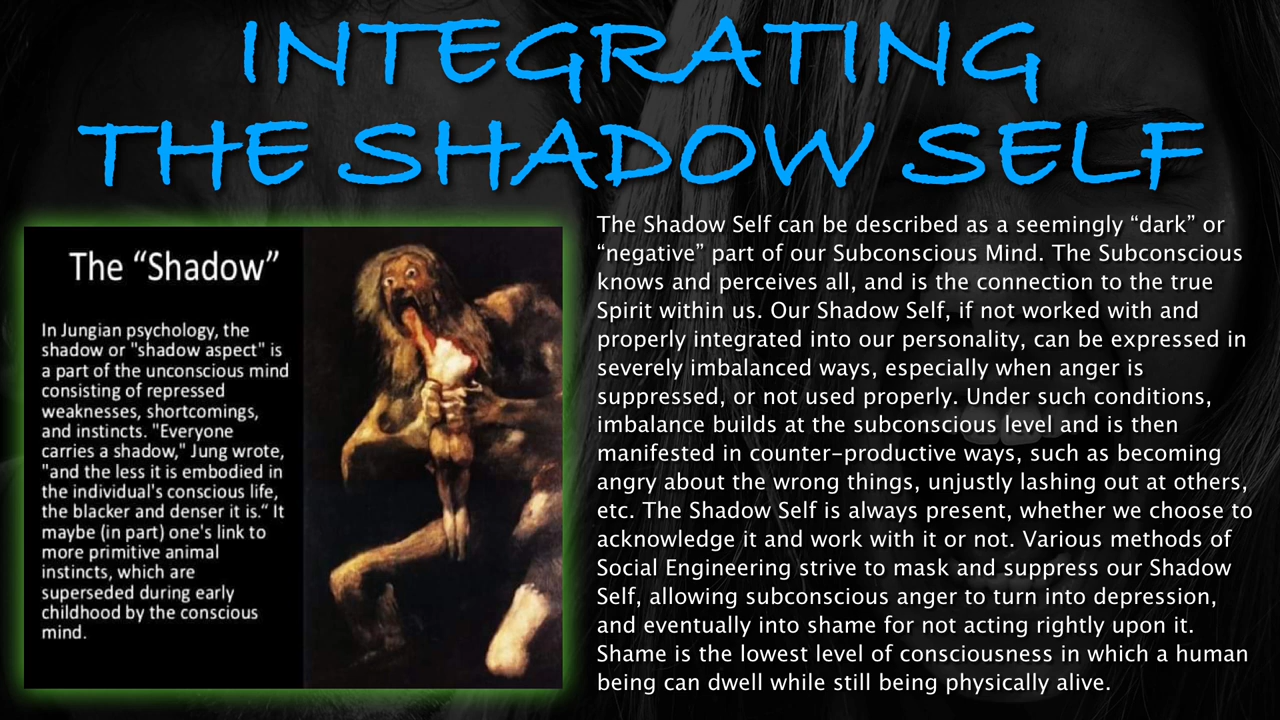 INTEGRATING
THE SHADOW SELF
The “Shadow”
In Jungian psychology, the
shadow or "shadow aspect" is
a part of the unconscious mind
consisting of repressed
weaknesses, shortcomings,
and instincts. "Everyone
carries a shadow," Jung wrote,
"and the less it is embodied in
the individual's conscious life,
the blacker and denser it is.“ It
maybe (in part) one's link to
more primitive animal
instincts, which are
superseded during early
childhood by the conscious
mind.
The Shadow Self can be described as a seemingly “dark” or
“negative” part of our Subconscious Mind. The Subconscious
knows and perceives all, and is the connection to the true
Spirit within us. Our Shadow Self, if not worked with and
properly integrated into our personality, can be expressed in
severely imbalanced ways, especially when anger is
suppressed, or not used properly. Under such conditions,
imbalance builds at the subconscious level and is then
manifested in counter-productive ways, such as becoming
angry about the wrong things, unjustly lashing out at others,
etc. The Shadow Self is always present, whether we choose to
acknowledge it and work with it or not. Various methods of
Social Engineering strive to mask and suppress our Shadow
Self, allowing subconscious anger to turn into depression,
and eventually into shame for not acting rightly upon it.
Shame is the lowest level of consciousness in which a human
being can dwell while still being physically alive.